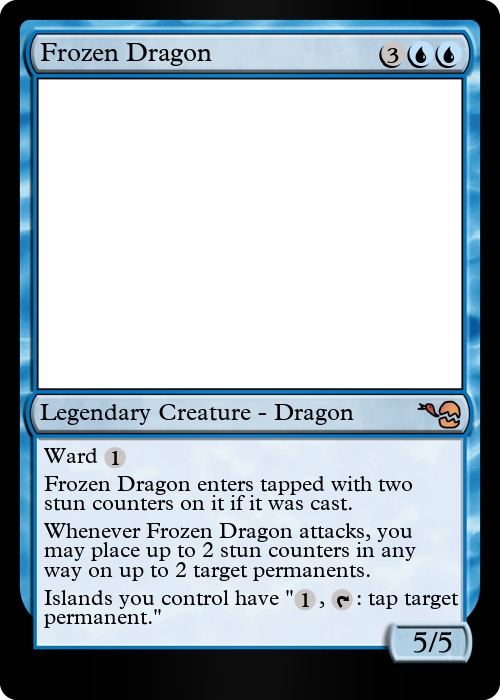 Frozen Dragon 3
Legendary Creature - Dragon
Ward 1
Frozen Dragon enters tapped with two
stun counters on it if it was cast.
Whenever Frozen Dragon attacks, you
may place up to 2 stun counters in any
way on up to 2 target permanents.
Islands you control have "1 , : tap target
permanent."
5/5